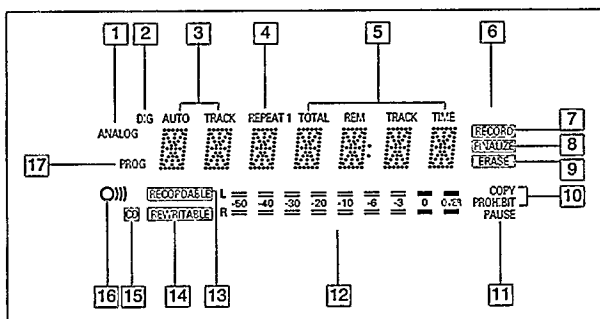 1 2 3 4 5 6
DIG AUTO TRACK REPEAT 1 TOTAL REM TRACK TIME
ANALOG
RECORD 7
FINALIZE 8
17 PROG
ERASE 9
RECORDABLE L
-50 -40 -30 -20 -10 -6 -3 0 OVER
CD REWRITABLE R
COPY
PROHIBIT 10
PAUSE
16 15 14 13 12 11